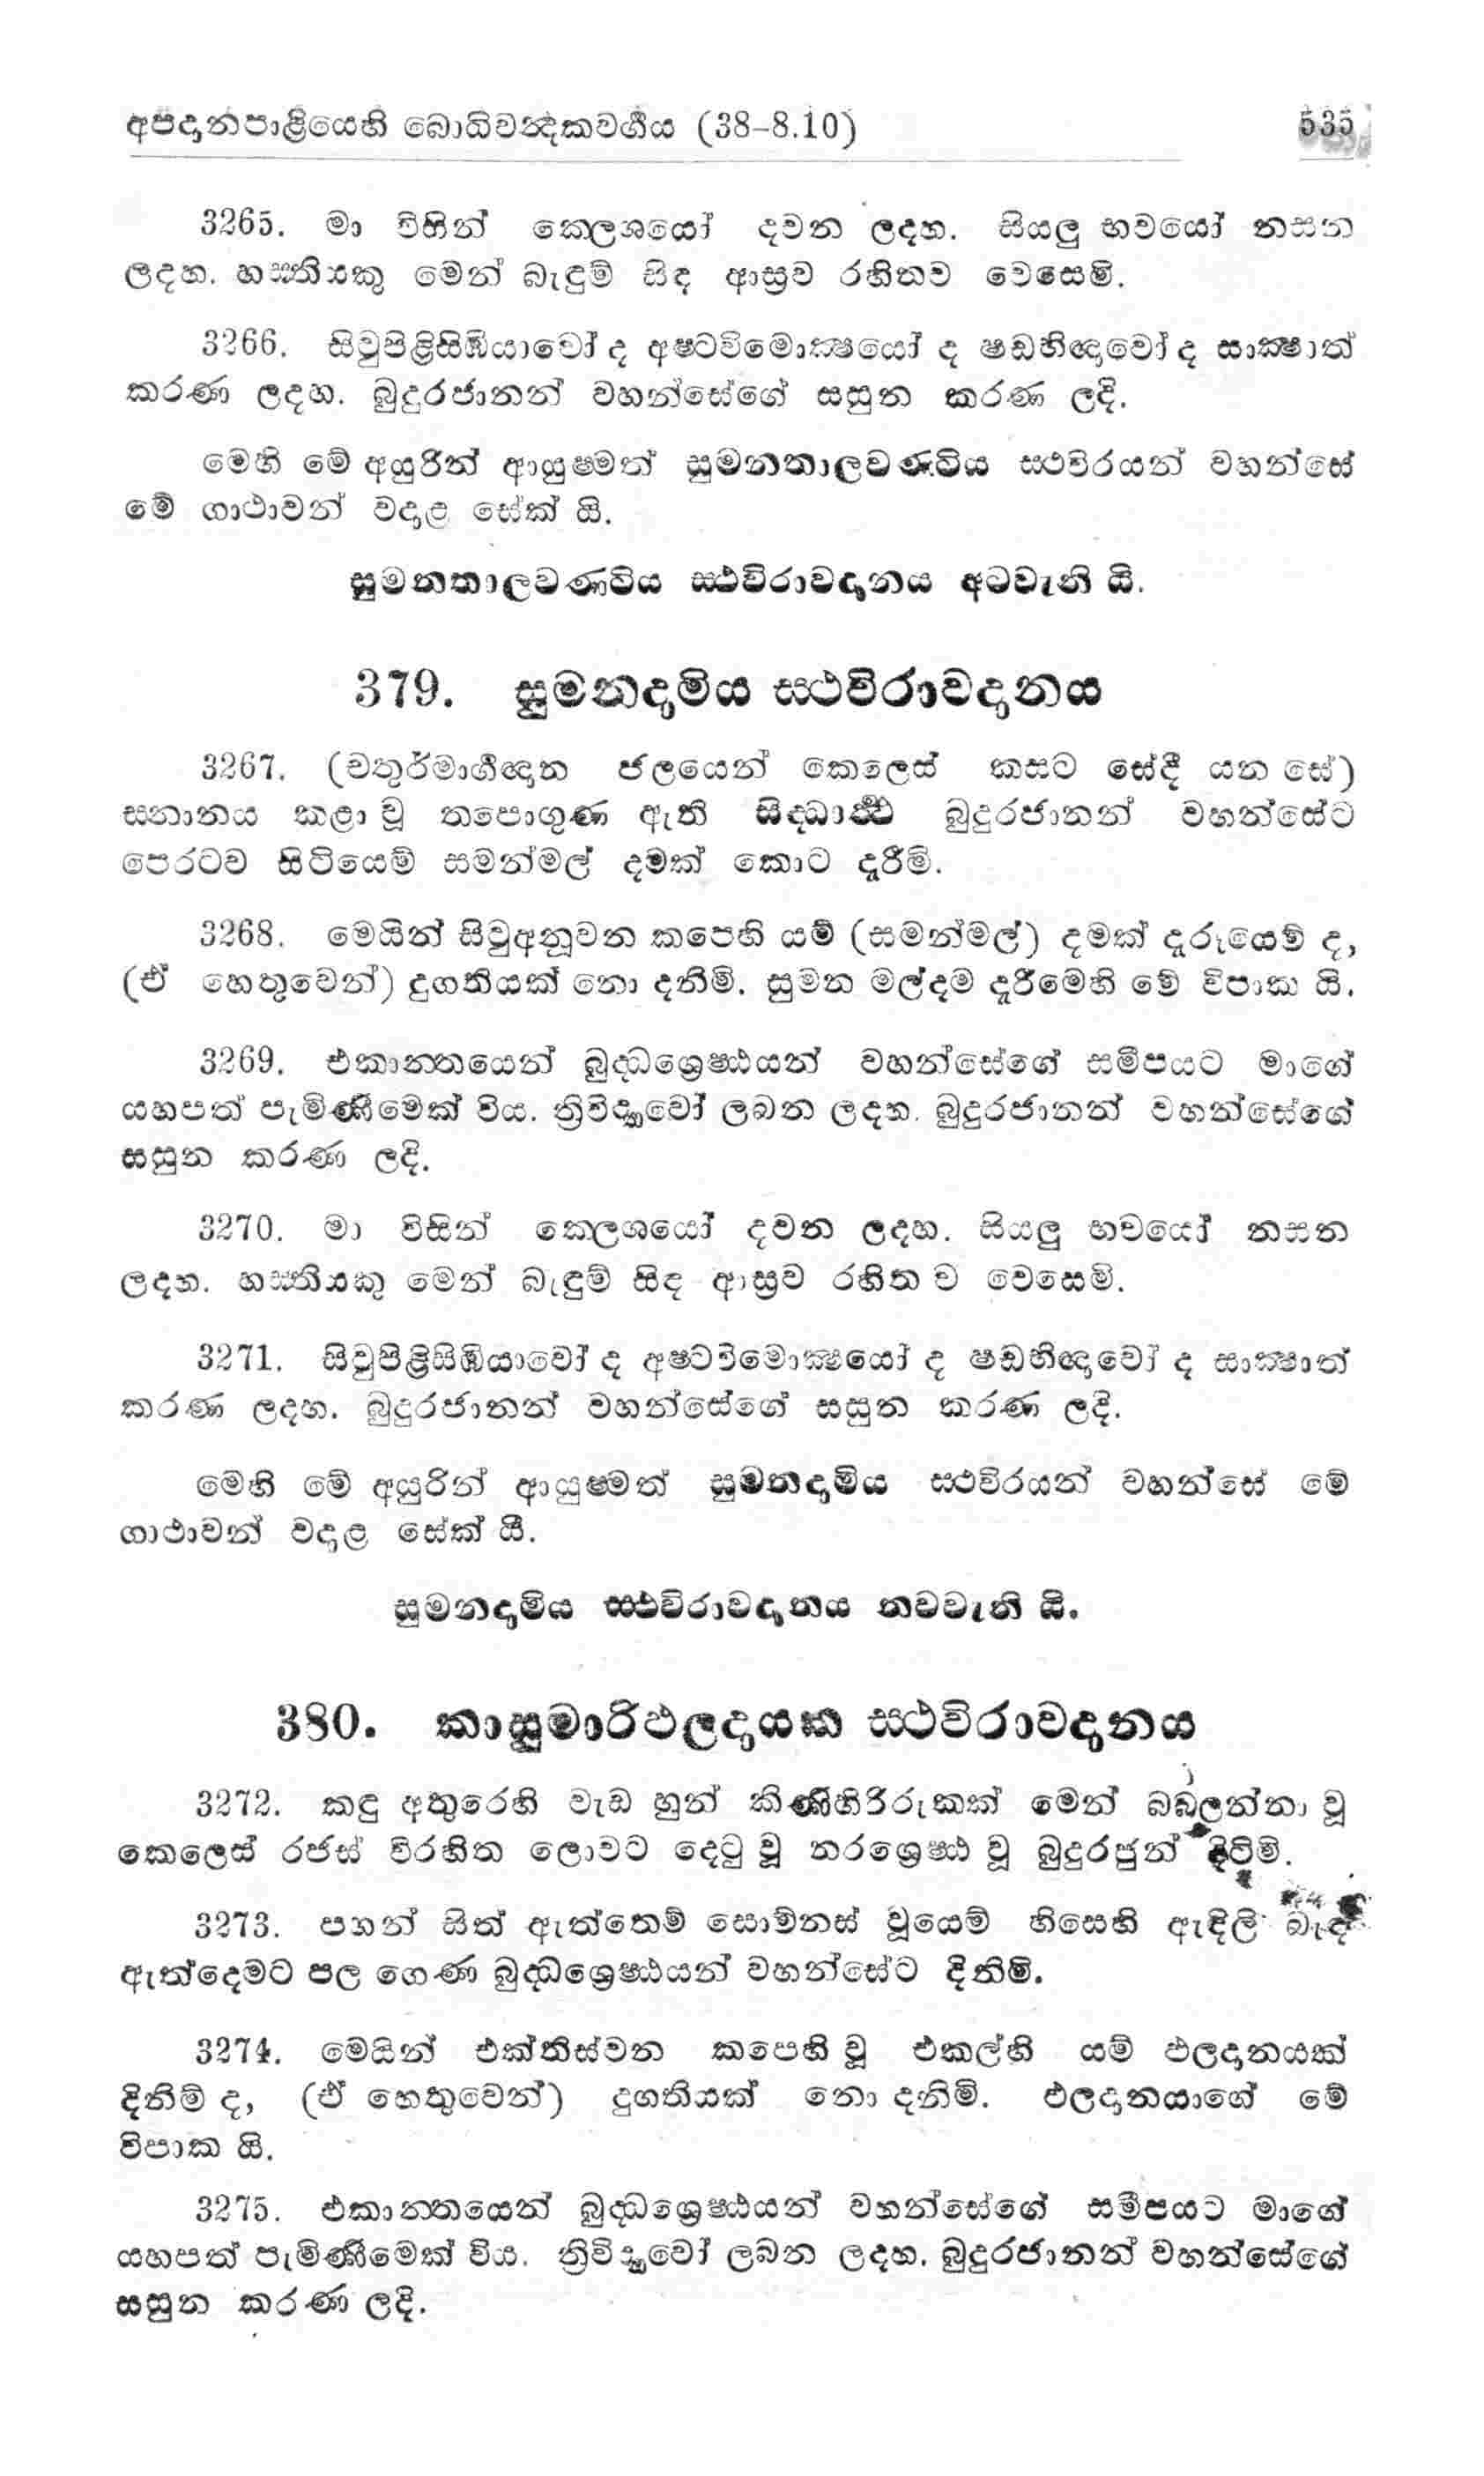 අපදානපාළියෙහි බොධිවන්‍දකවර්‍ගය (38-8.10) 535
3265. මා විසින් කෙලශයෝ දවන ලදහ. සියලු භවයෝ නසන
ලදහ. හස්තියකු මෙන් බැඳුම් සිඳ ආස්‍රව රහිතව වෙසෙමි.
3266. සිවුපිළිසිඹියාවෝ ද අෂ්ටවිමොක්‍ෂයෝ ද ෂඩභිඥාවෝ ද සාක්‍ෂාත්
කරණ ලදහ. බුදුරජානන් වහන්සේගේ සසුන කරණ ලදි.
මෙහි මේ අයුරින් ආයුෂ්මත් සුමනතාලවණ්ටිය ස්ථවිරයන් වහන්සේ
මේ ගාථාවන් වදාළ සේක් යි.
සුමනතාලවණ්ටිය ස්ථවිරාවදානය අටවැනි යි.
379. සුමනදාමිය ස්ථවිරාවදානය
3267. (චතුර්මාර්‍ගඥාන ජලයෙන් කෙලෙස් කසට සේදී යන සේ)
ස්නානය කළා වූ තපොගුණ ඇති සිද්ධාර්‍ත්‍ථ බුදුරජානන් වහන්සේට
පෙරටව සිටියෙම් සමන්මල් දමක් කොට දැරීමි.
3268. මෙයින් සිවුඅනූවන කපෙහි යම් (සමන්මල්) දමක් දැරූයෙම් ද,
(ඒ හෙතුවෙන්) දුගතියක් නො දනිමි. සුමන මල්දම දැරීමෙහි මේ විපාක යි.
3269. එකාන්තයෙන් බුද්ධශ්‍රෙෂ්ඨයන් වහන්සේගේ සමීපයට මාගේ
යහපත් පැමිණීමෙක් විය. ත්‍රිවිද්‍යාවෝ ලබන ලදහ. බුදුරජානන් වහන්සේගේ
සසුන කරණ ලදි.
3270. මා විසින් කෙලශයෝ දවන ලදහ. සියලු භවයෝ නසන
ලදහ. හස්තියකු මෙන් බැඳුම් සිඳ ආස්‍රව රහිත ව වෙසෙමි.
3271. සිවුපිළිසිඹියාවෝ ද අෂ්ටවිමොක්‍ෂයෝ ද ෂඩභිඥාවෝ ද සාක්‍ෂාත්
කරණ ලදහ. බුදුරජානන් වහන්සේගේ සසුන කරණ ලදි.
මෙහි මේ අයුරින් ආයුෂ්මත් සුමනදාමිය ස්ථවිරයන් වහන්සේ මේ
ගාථාවන් වදාළ සේක් යී.
සුමනදාමිය ස්ථවිරාවදානය නවවැනි යි.
380. කාසුමාරිඵලදායක ස්ථවිරාවදානය
3272. කඳු අතුරෙහි වැඩ හුන් කිණිහිරිරුකක් මෙන් බබලන්නා වූ
කෙලෙස් රජස් විරහිත ලොවට දෙටු වූ නරශ්‍රෙෂ්ඨ වූ බුදුරජුන් දිටිමි.
3273. පහන් සිත් ඇත්තෙම් සොම්නස් වූයෙම් හිසෙහි ඇඳිලි බැඳ
ඇත්දෙමට පල ගෙණ බුද්ධශ්‍රෙෂ්ඨයන් වහන්සේට දිනිමි.
3274. මෙයින් එක්තිස්වන කපෙහි වූ එකල්හි යම් ඵලදානයක්
දිනිම් ද, (ඒ හෙතුවෙන්) දුගතියක් නො දනිමි. ඵලදානයාගේ මේ
විපාක යි.
3275. එකාන්තයෙන් බුද්ධශ්‍රෙෂ්ඨයන් වහන්සේගේ සමීපයට මාගේ
යහපත් පැමිණීමෙක් විය. ත්‍රිවිද්‍යාවෝ ලබන ලදහ. බුදුරජානන් වහන්සේගේ
සසුන කරණ ලදි.